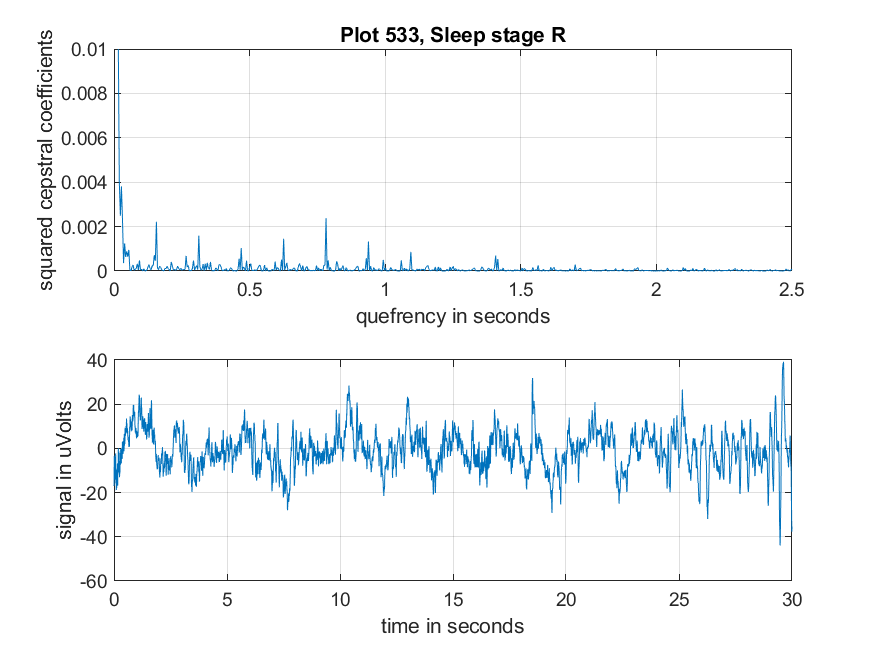 Plot 533, Sleep stage R
squared cepstral coefficients
0.01
0.008
0.006
0.004
0.002
0
0 0.5 1 1.5 2 2.5
quefrency in seconds
signal in uVolts
40
20
0
-20
-40
-60
0 5 10 15 20 25 30
time in seconds